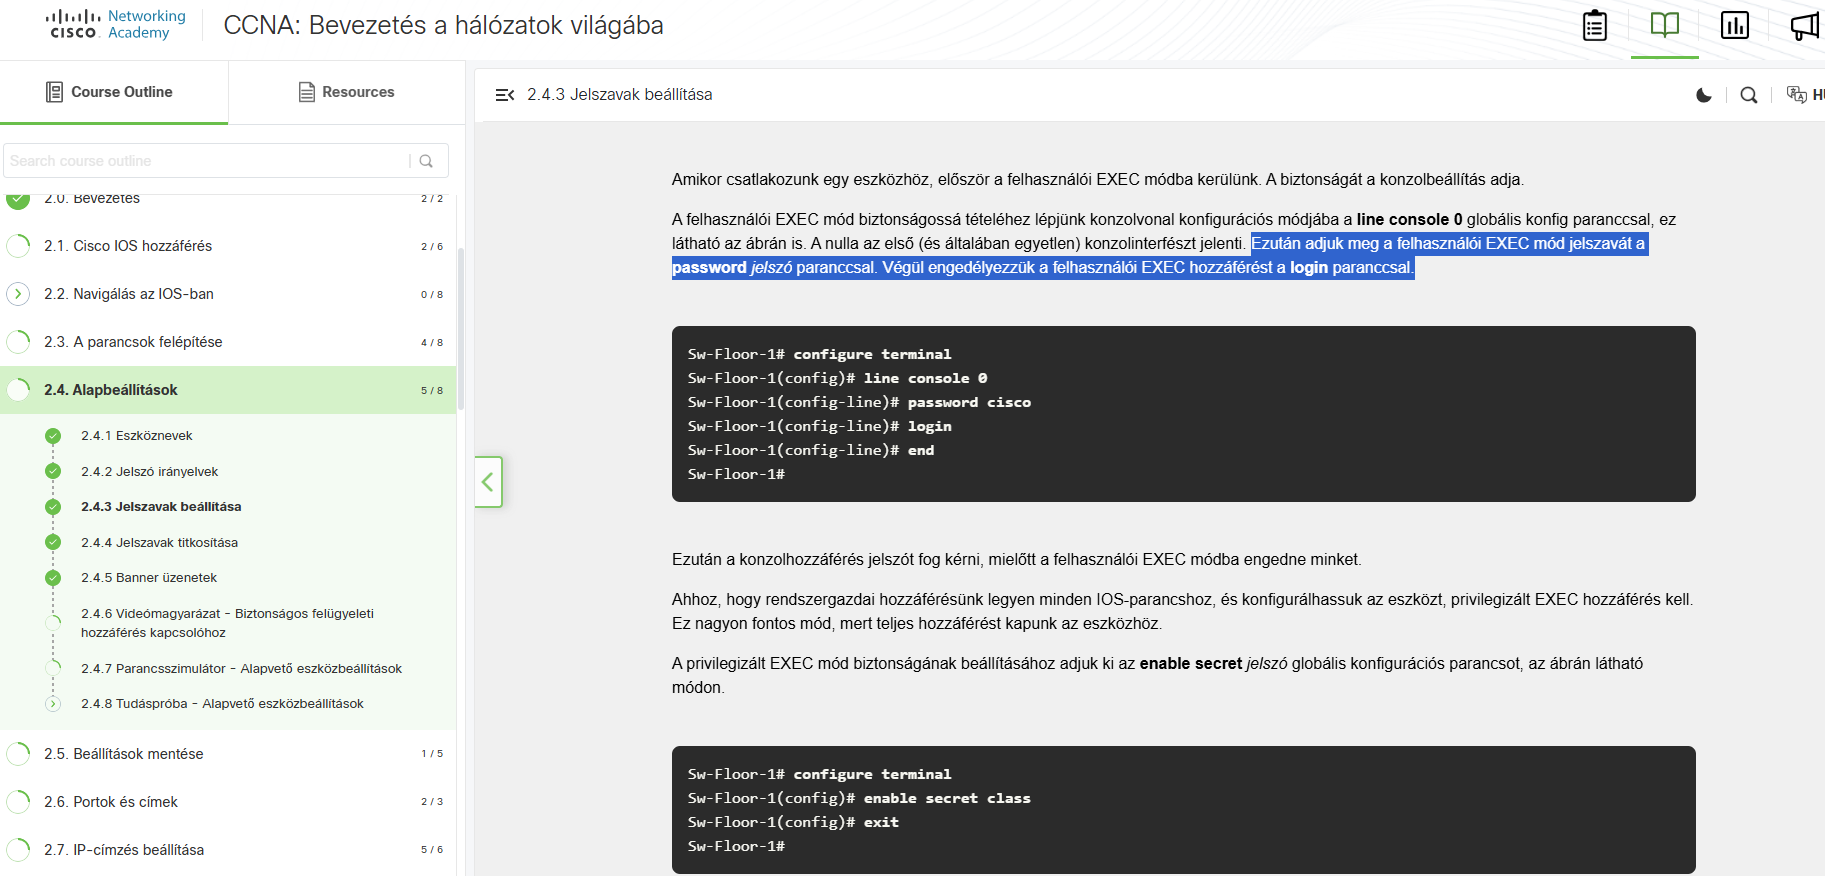 Networking
CISCO Academy
CCNA: Bevezetés a hálózatok világába
Course Outline
Resources
Search course outline
2.0. Bevezetés 2 / 2
2.1. Cisco IOS hozzáférés 2 / 6
2.2. Navigálás az IOS-ban 0 / 8
2.3. A parancsok felépítése 4 / 8
2.4. Alapbeállítások 5 / 8
2.4.1 Eszköznevek
2.4.2 Jelszó irányelvek
2.4.3 Jelszavak beállítása
2.4.4 Jelszavak titkosítása
2.4.5 Banner üzenetek
2.4.6 Videómagyarázat - Biztonságos felügyeleti
hozzáférés kapcsolóhoz
2.4.7 Parancsszimulátor - Alapvető eszközbeállítások
2.4.8 Tudáspróba - Alapvető eszközbeállítások
2.5. Beállítások mentése 1 / 5
2.6. Portok és címek 2 / 3
2.7. IP-címzés beállítása 5 / 6
2.4.3 Jelszavak beállítása
HU
Amikor csatlakozunk egy eszközhöz, először a felhasználói EXEC módba kerülünk. A biztonságát a konzolbeállítás adja.
A felhasználói EXEC mód biztonságossá tételéhez lépjünk konzolvonal konfigurációs módjába a line console 0 globális konfig paranccsal, ez
látható az ábrán is. A nulla az első (és általában egyetlen) konzolinterfészt jelenti. Ezután adjuk meg a felhasználói EXEC mód jelszavát a
password jelszó paranccsal. Végül engedélyezzük a felhasználói EXEC hozzáférést a login paranccsal.
Sw-Floor-1# configure terminal
Sw-Floor-1(config)# line console 0
Sw-Floor-1(config-line)# password cisco
Sw-Floor-1(config-line)# login
Sw-Floor-1(config-line)# end
Sw-Floor-1#
Ezután a konzolhozzáférés jelszót fog kérni, mielőtt a felhasználói EXEC módba engedne minket.
Ahhoz, hogy rendszergazdai hozzáférésünk legyen minden IOS-parancshoz, és konfigurálhassuk az eszközt, privilegizált EXEC hozzáférés kell.
Ez nagyon fontos mód, mert teljes hozzáférést kapunk az eszközhöz.
A privilegizált EXEC mód biztonságának beállításához adjuk ki az enable secret jelszó globális konfigurációs parancsot, az ábrán látható
módon.
Sw-Floor-1# configure terminal
Sw-Floor-1(config)# enable secret class
Sw-Floor-1(config)# exit
Sw-Floor-1#